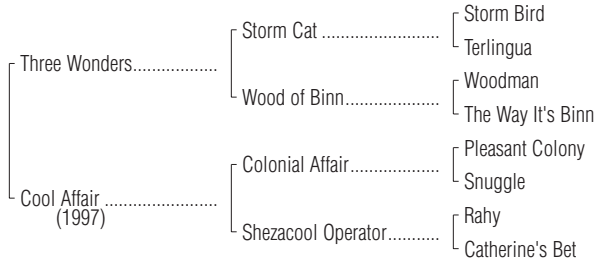 Storm Bird
Storm Cat ........................
Terlingua
Three Wonders.................
Woodman
Wood of Binn...................
The Way It's Binn
Pleasant Colony
Colonial Affair..................
Snuggle
Cool Affair ......................
(1997)
Rahy
Shezacool Operator...........
Catherine's Bet